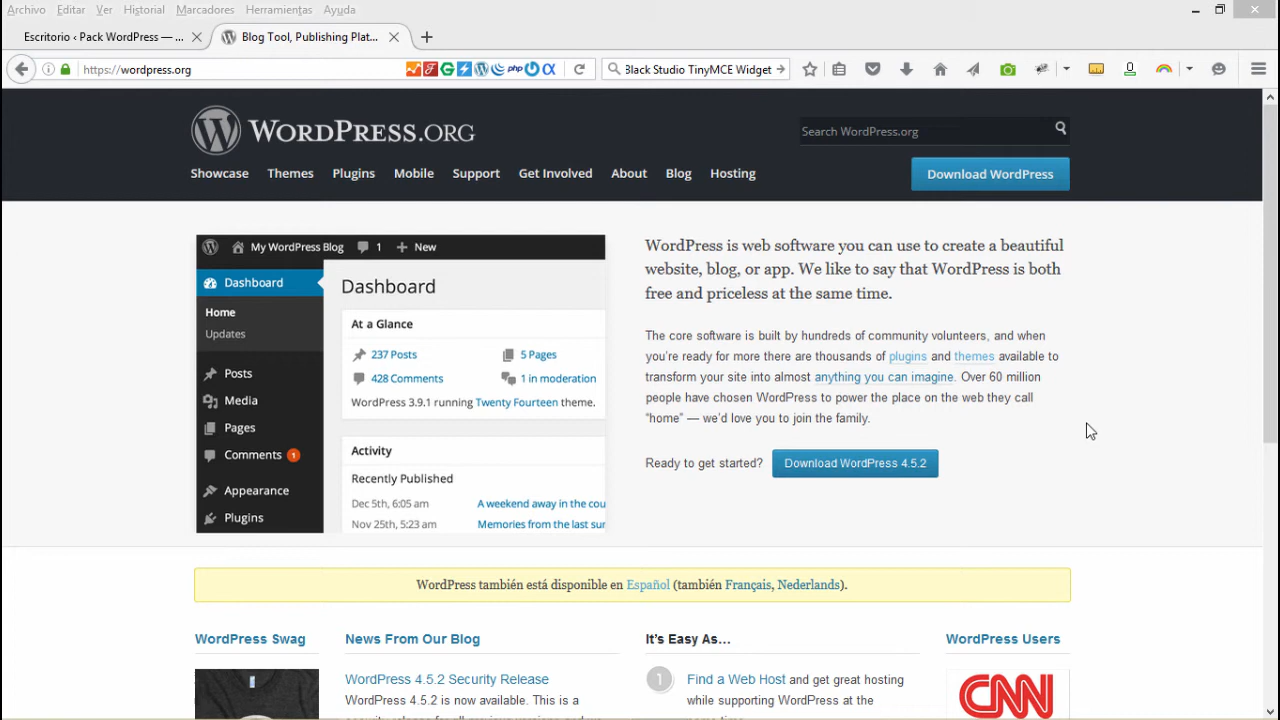 Archivo Editar Ver Historial Marcadores Herramientas Ayuda
Escritorio ‹ Pack WordPress — ...
Blog Tool, Publishing Plat...
https://wordpress.org
php
Black Studio TinyMCE Widget
0
WORDPRESS.ORG
Search WordPress.org
Showcase Themes Plugins Mobile Support Get Involved About Blog Hosting
Download WordPress
My WordPress Blog 1 New
Dashboard
Home
Updates
Posts
Media
Pages
Comments 1
Appearance
Plugins
Dashboard
At a Glance
237 Posts 5 Pages
428 Comments 1 in moderation
WordPress 3.9.1 running Twenty Fourteen theme.
Activity
Recently Published
Dec 5th, 6:05 am A weekend away in the cou
Nov 25th, 5:23 am Memories from the last sur
WordPress is web software you can use to create a beautiful
website, blog, or app. We like to say that WordPress is both
free and priceless at the same time.
The core software is built by hundreds of community volunteers, and when
you’re ready for more there are thousands of plugins and themes available to
transform your site into almost anything you can imagine. Over 60 million
people have chosen WordPress to power the place on the web they call
“home” — we’d love you to join the family.
Ready to get started? Download WordPress 4.5.2
WordPress también está disponible en Español (también Français, Nederlands).
WordPress Swag
News From Our Blog
WordPress 4.5.2 Security Release
WordPress 4.5.2 is now available. This is a
It’s Easy As...
1 Find a Web Host and get great hosting
while supporting WordPress at the
WordPress Users
CNN